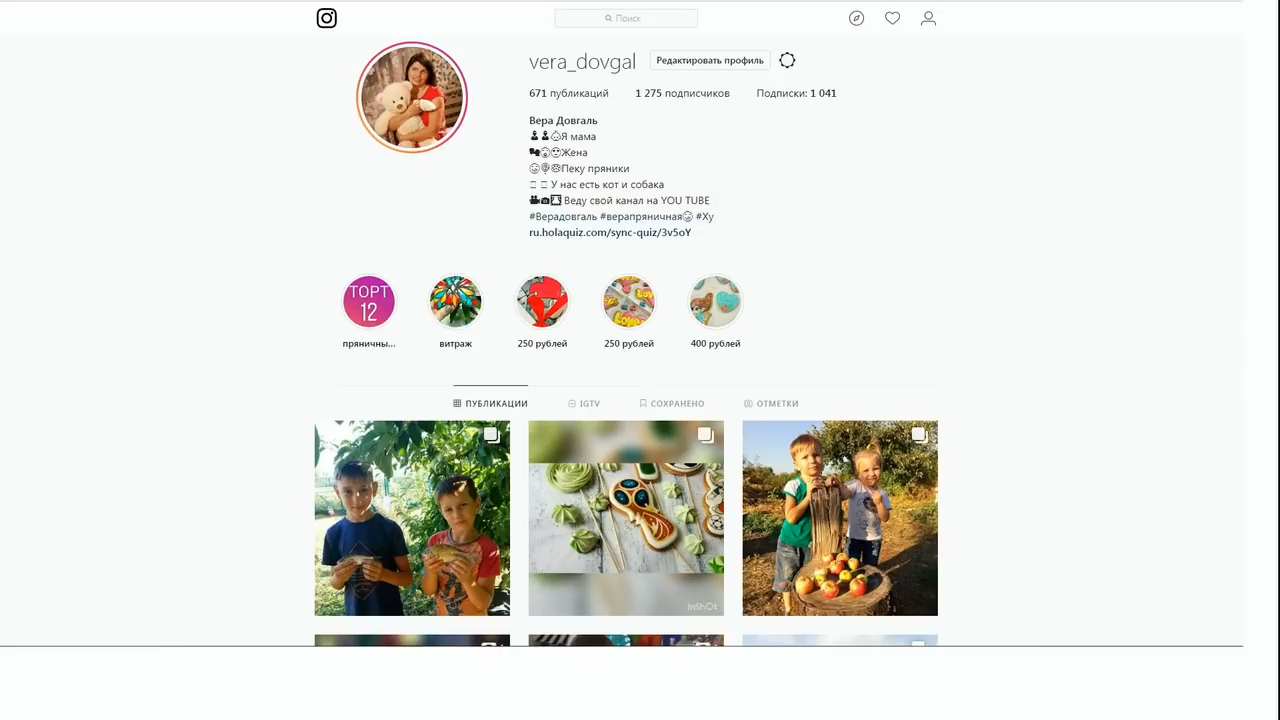 Поиск
vera_dovgal Редактировать профиль
671 публикаций 1 275 подписчиков Подписки: 1 041
Вера Довгаль
Я мама
Жена
Пеку пряники
У нас есть кот и собака
Веду свой канал на YOU TUBE
#Верадовгаль #верапряничная #Ху
ru.holaquiz.com/sync-quiz/3v5oY
ТОРТ
12
пряничны... витраж 250 рублей 250 рублей 400 рублей
ПУБЛИКАЦИИ IGTV СОХРАНЕНО ОТМЕТКИ
InShOt